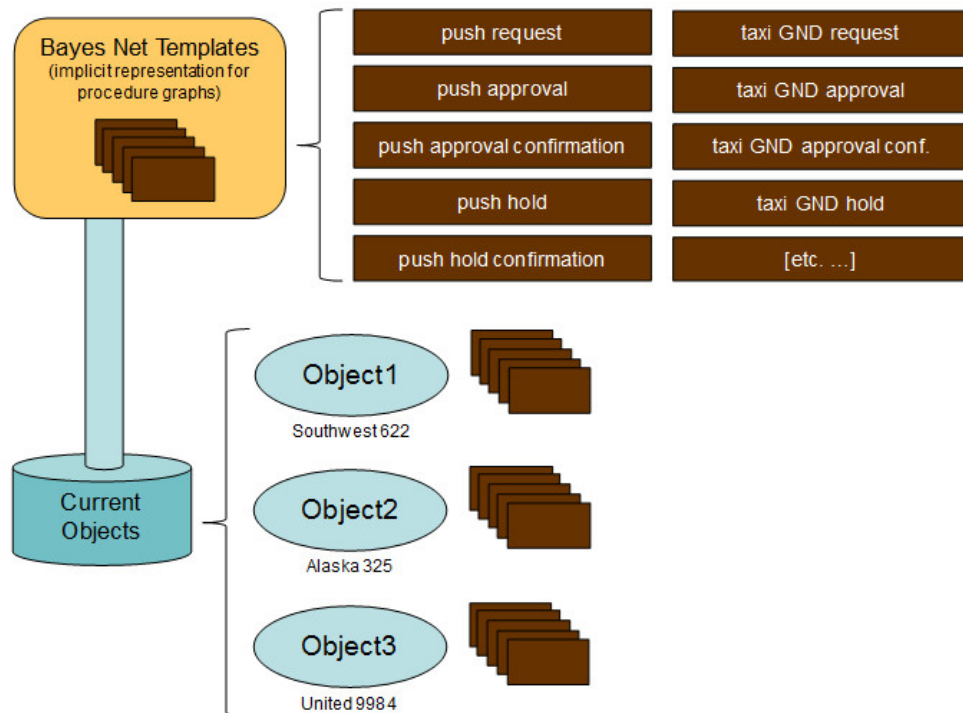 Bayes Net Templates
(implicit representation for
procedure graphs)
push request
taxi GND request
push approval
taxi GND approval
push approval confirmation
taxi GND approval conf.
push hold
taxi GND hold
push hold confirmation
[etc. ...]
Current
Objects
Object1
Southwest 622
Object2
Alaska 325
Object3
United 9984